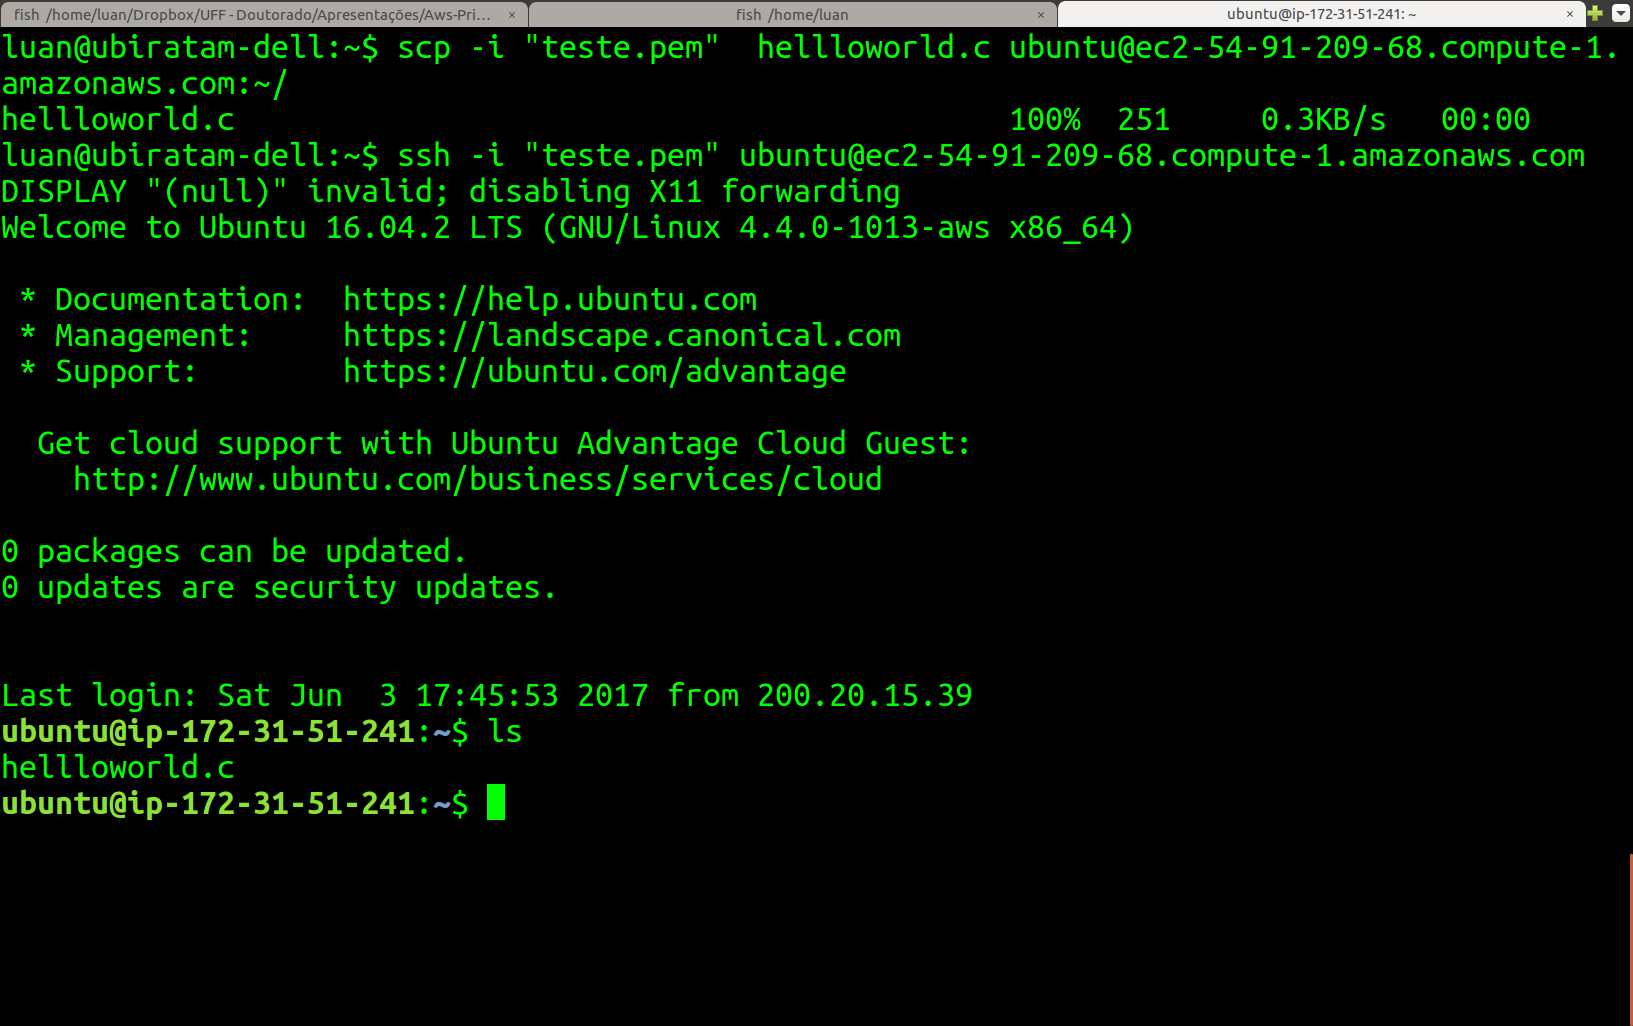 fish /home/luan/Dropbox/UFF - Doutorado/Apresentações/Aws-Pri... × fish /home/luan × ubuntu@ip-172-31-51-241: ~ ×
luan@ubiratam-dell:~$ scp -i "teste.pem"  hellloworld.c ubuntu@ec2-54-91-209-68.compute-1.
amazonaws.com:~/
hellloworld.c 100% 251 0.3KB/s 00:00
luan@ubiratam-dell:~$ ssh -i "teste.pem" ubuntu@ec2-54-91-209-68.compute-1.amazonaws.com
DISPLAY "(null)" invalid; disabling X11 forwarding
Welcome to Ubuntu 16.04.2 LTS (GNU/Linux 4.4.0-1013-aws x86_64)
* Documentation:  https://help.ubuntu.com
* Management:     https://landscape.canonical.com
* Support:        https://ubuntu.com/advantage
Get cloud support with Ubuntu Advantage Cloud Guest:
http://www.ubuntu.com/business/services/cloud
0 packages can be updated.
0 updates are security updates.
Last login: Sat Jun  3 17:45:53 2017 from 200.20.15.39
ubuntu@ip-172-31-51-241:~$ ls
hellloworld.c
ubuntu@ip-172-31-51-241:~$